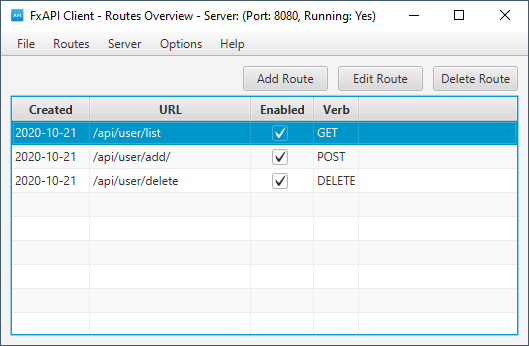 API FxAPI Client - Routes Overview - Server: (Port: 8080, Running: Yes)
File Routes Server Options Help
Add Route Edit Route Delete Route
Created URL Enabled Verb
2020-10-21 /api/user/list GET
2020-10-21 /api/user/add/ POST
2020-10-21 /api/user/delete DELETE